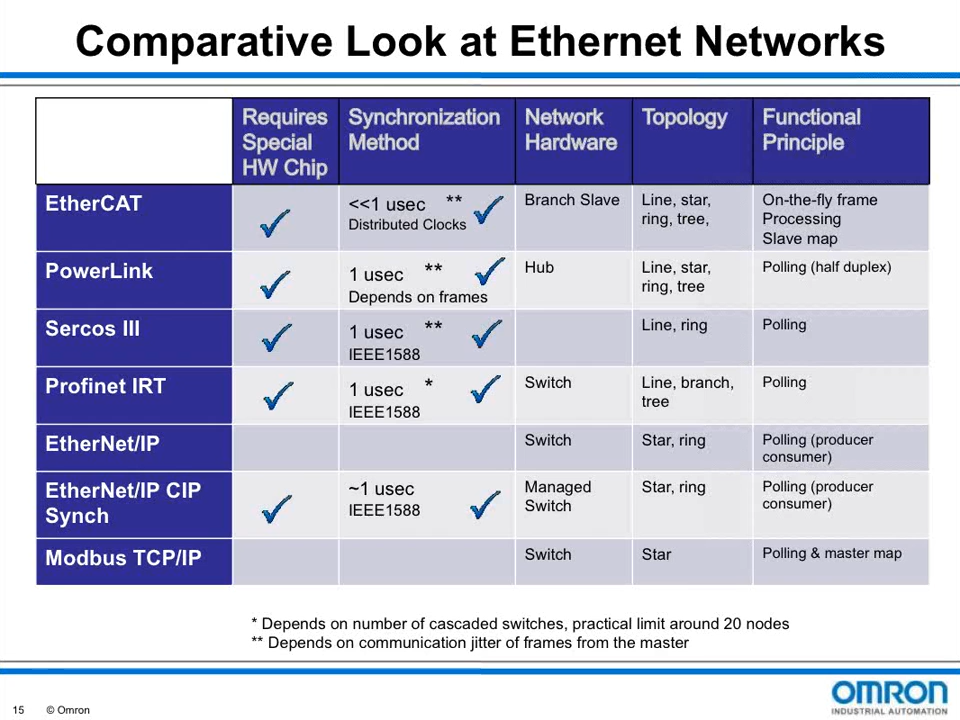 Comparative Look at Ethernet Networks
Requires Special HW Chip
Synchronization Method
Network Hardware
Topology
Functional Principle
EtherCAT
<<1 usec **
Distributed Clocks
Branch Slave
Line, star,
ring, tree,
On-the-fly frame
Processing
Slave map
PowerLink
1 usec **
Depends on frames
Hub
Line, star,
ring, tree
Polling (half duplex)
Sercos III
1 usec **
IEEE1588
Line, ring
Polling
Profinet IRT
1 usec *
IEEE1588
Switch
Line, branch,
tree
Polling
EtherNet/IP
Switch
Star, ring
Polling (producer
consumer)
EtherNet/IP CIP
Synch
~1 usec
IEEE1588
Managed
Switch
Star, ring
Polling (producer
consumer)
Modbus TCP/IP
Switch
Star
Polling & master map
* Depends on number of cascaded switches, practical limit around 20 nodes
** Depends on communication jitter of frames from the master
15 © Omron
OMRON
INDUSTRIAL AUTOMATION